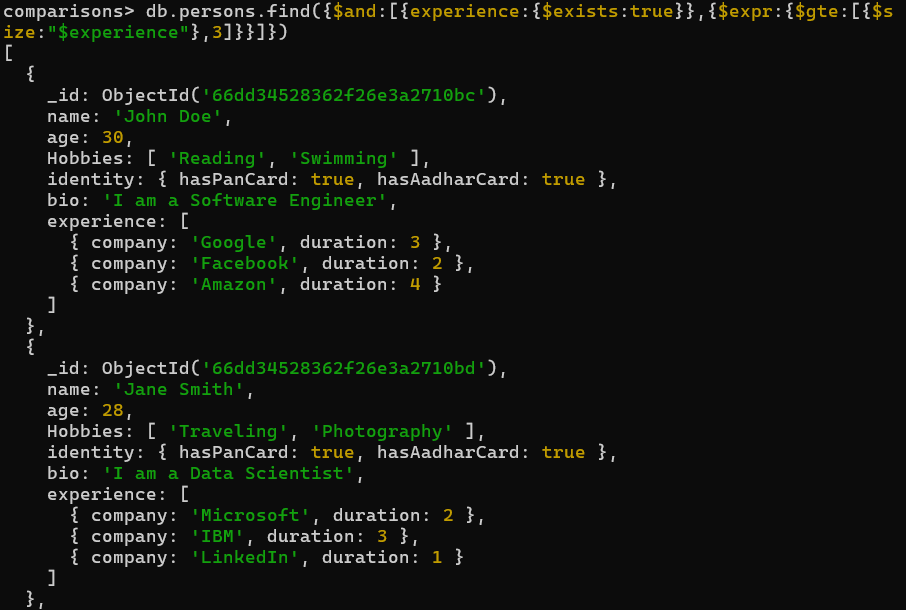 comparisons> db.persons.find({$and:[{experience:{$exists:true}},{$expr:{$gte:[{$s
ize:"$experience"},3]}}]})
[
  {
    _id: ObjectId('66dd34528362f26e3a2710bc'),
    name: 'John Doe',
    age: 30,
    Hobbies: [ 'Reading', 'Swimming' ],
    identity: { hasPanCard: true, hasAadharCard: true },
    bio: 'I am a Software Engineer',
    experience: [
      { company: 'Google', duration: 3 },
      { company: 'Facebook', duration: 2 },
      { company: 'Amazon', duration: 4 }
    ]
  },
  {
    _id: ObjectId('66dd34528362f26e3a2710bd'),
    name: 'Jane Smith',
    age: 28,
    Hobbies: [ 'Traveling', 'Photography' ],
    identity: { hasPanCard: true, hasAadharCard: true },
    bio: 'I am a Data Scientist',
    experience: [
      { company: 'Microsoft', duration: 2 },
      { company: 'IBM', duration: 3 },
      { company: 'LinkedIn', duration: 1 }
    ]
  },